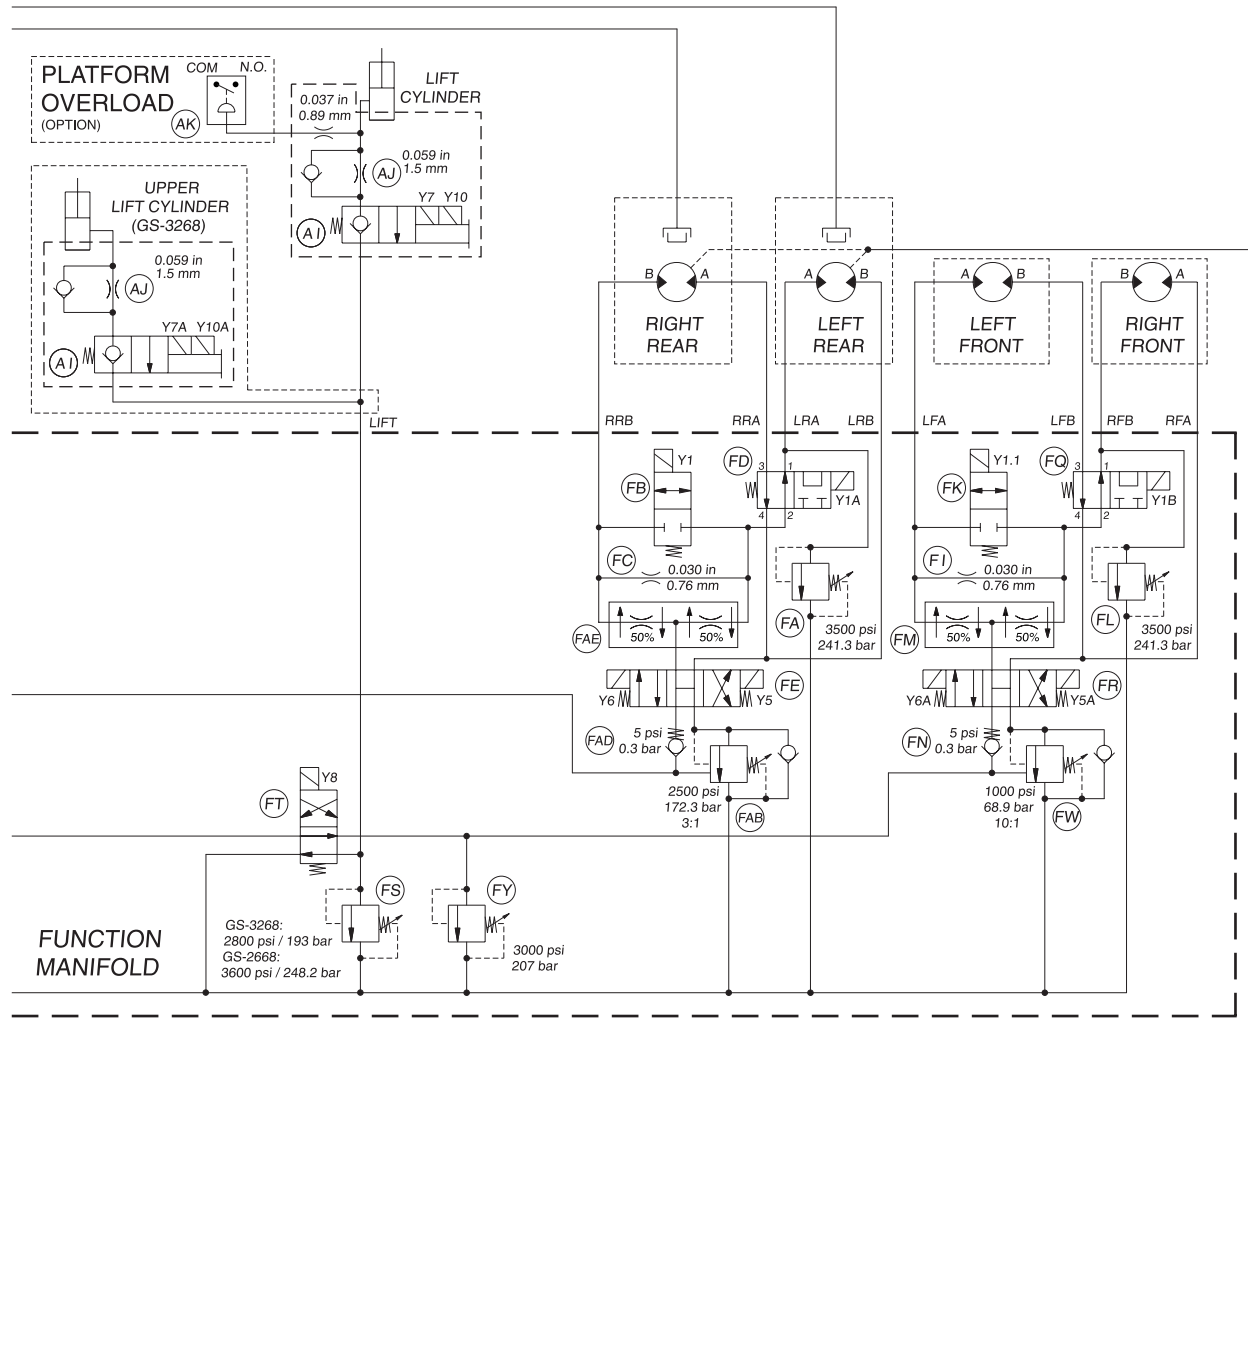 PLATFORM
OVERLOAD
(OPTION)
COM N.O.
AK
0.037 in
0.89 mm
LIFT
CYLINDER
AJ
0.059 in
1.5 mm
Y7 Y10
AI
UPPER
LIFT CYLINDER
(GS-3268)
0.059 in
1.5 mm
AJ
Y7A Y10A
AI
LIFT
B A
RIGHT
REAR
A B
LEFT
REAR
A B
LEFT
FRONT
B A
RIGHT
FRONT
RRB RRA LRA LRB LFA LFB RFB RFA
Y1
FB
FD
3 1
4 2
Y1A
FC
0.030 in
0.76 mm
FAE
50% 50%
FA
3500 psi
241.3 bar
Y6 Y5
FE
FAD
5 psi
0.3 bar
2500 psi
172.3 bar
3:1
FAB
Y1.1
FK
FQ
3 1
4 2
Y1B
FI
0.030 in
0.76 mm
FM
50% 50%
FL
3500 psi
241.3 bar
Y6A Y5A
FR
FN
5 psi
0.3 bar
1000 psi
68.9 bar
10:1
FW
Y8
FT
FS
GS-3268:
2800 psi / 193 bar
GS-2668:
3600 psi / 248.2 bar
FY
3000 psi
207 bar
FUNCTION
MANIFOLD